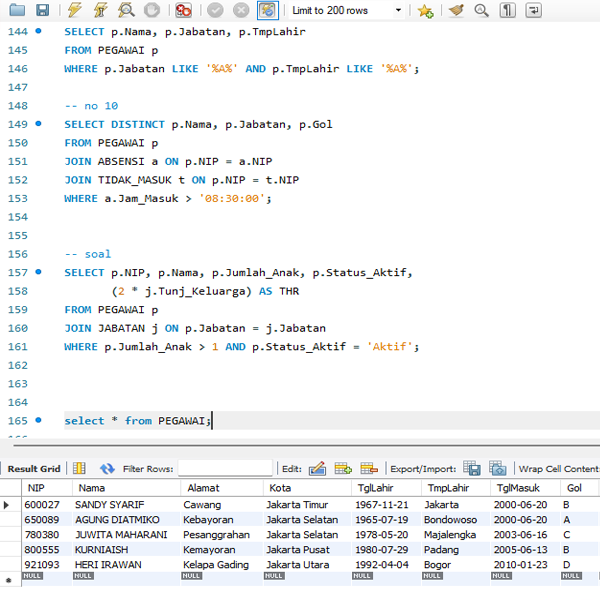 Limit to 200 rows
144 SELECT p.Nama, p.Jabatan, p.TmpLahir
145 FROM PEGAWAI p
146 WHERE p.Jabatan LIKE '%A%' AND p.TmpLahir LIKE '%A%';
147
148 -- no 10
149 SELECT DISTINCT p.Nama, p.Jabatan, p.Gol
150 FROM PEGAWAI p
151 JOIN ABSENSI a ON p.NIP = a.NIP
152 JOIN TIDAK_MASUK t ON p.NIP = t.NIP
153 WHERE a.Jam_Masuk > '08:30:00';
154
155
156 -- soal
157 SELECT p.NIP, p.Nama, p.Jumlah_Anak, p.Status_Aktif,
158 (2 * j.Tunj_Keluarga) AS THR
159 FROM PEGAWAI p
160 JOIN JABATAN j ON p.Jabatan = j.Jabatan
161 WHERE p.Jumlah_Anak > 1 AND p.Status_Aktif = 'Aktif';
162
163
164
165 select * from PEGAWAI;
Result Grid Filter Rows: Edit: Export/Import: Wrap Cell Content:
NIP Nama Alamat Kota TglLahir TmpLahir TglMasuk Gol
600027 SANDY SYARIF Cawang Jakarta Timur 1967-11-21 Jakarta 2000-06-20 B
650089 AGUNG DIATMIKO Kebayoran Jakarta Selatan 1965-07-19 Bondowoso 2000-06-20 A
780380 JUWITA MAHARANI Pesanggrahan Jakarta Selatan 1978-05-20 Majalengka 2003-06-16 C
800555 KURNIAISH Kemayoran Jakarta Pusat 1980-07-29 Padang 2005-06-13 B
921093 HERI IRAWAN Kelapa Gading Jakarta Utara 1992-04-04 Bogor 2010-01-23 D
NULL NULL NULL NULL NULL NULL NULL NULL